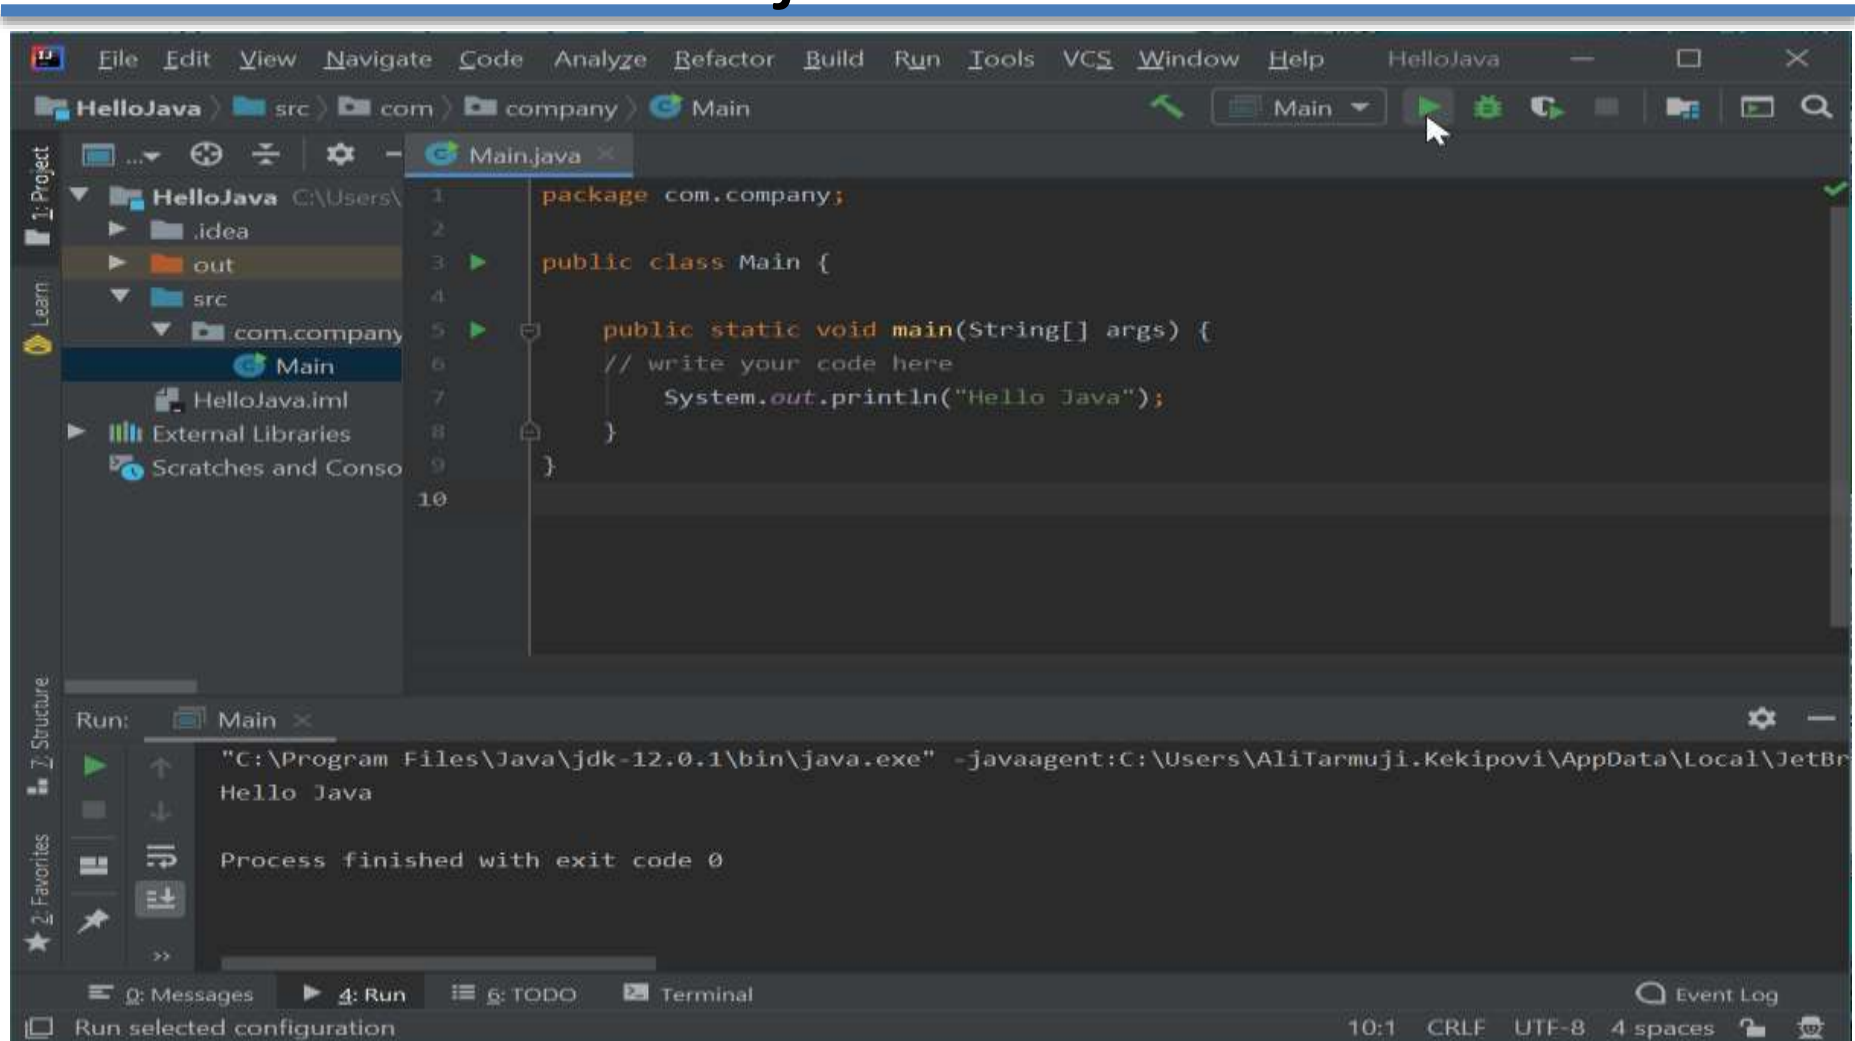 File Edit View Navigate Code Analyze Refactor Build Run Tools VCS Window Help HelloJava
HelloJava src com company Main Main
1: Project
...
Main.java
HelloJava C:\Users\
.idea
out
src
com.company
Main
HelloJava.iml
External Libraries
Scratches and Conso
Learn
1 package com.company;
2
3 public class Main {
4
5 public static void main(String[] args) {
6 // write your code here
7 System.out.println("Hello Java");
8 }
9 }
10
7: Structure
2: Favorites
Run: Main
"C:\Program Files\Java\jdk-12.0.1\bin\java.exe" -javaagent:C:\Users\AliTarmuji.Kekipovi\AppData\Local\JetBr
Hello Java
Process finished with exit code 0
0: Messages 4: Run 6: TODO Terminal Event Log
Run selected configuration 10:1 CRLF UTF-8 4 spaces